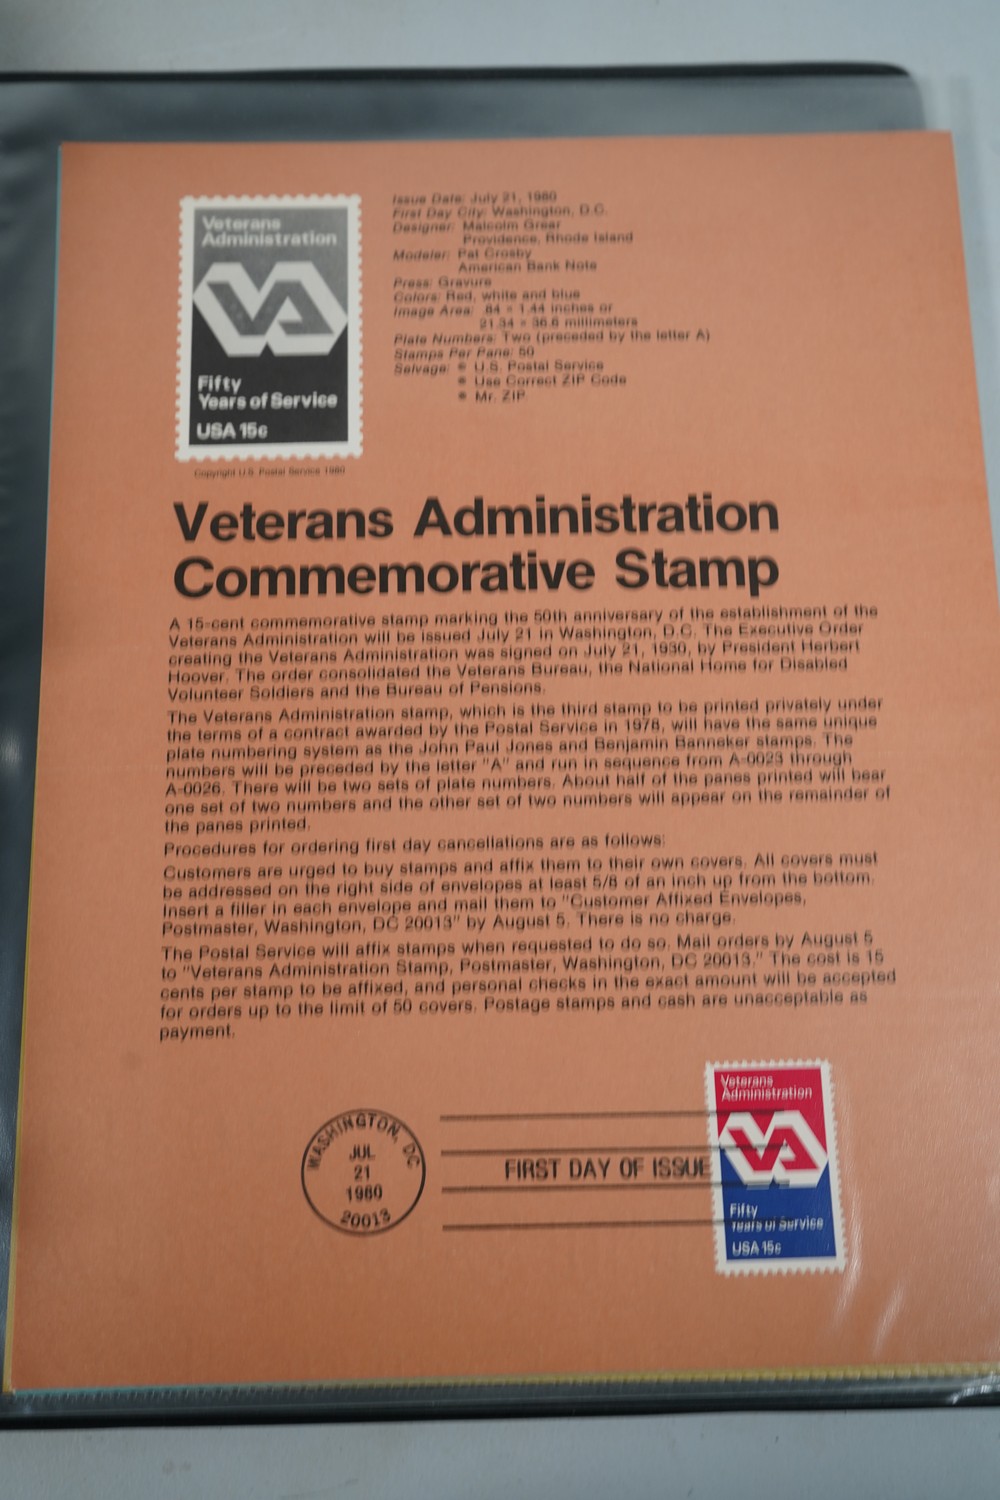 Veterans
Administration
VA
Fifty
Years of Service
USA 15c
Copyright U.S. Postal Service 1980
Issue Date: July 21, 1980
First Day City: Washington, D.C.
Designer: Malcolm Grear
Providence, Rhode Island
Modeler: Pat Crosby
American Bank Note
Press: Gravure
Colors: Red, white and blue
Image Area: .84 x 1.44 inches or
21.34 x 36.6 millimeters
Plate Numbers: Two (preceded by the letter A)
Stamps Per Pane: 50
Selvage: • U.S. Postal Service
• Use Correct ZIP Code
• Mr. ZIP
Veterans Administration
Commemorative Stamp
A 15-cent commemorative stamp marking the 50th anniversary of the establishment of the
Veterans Administration will be issued July 21 in Washington, D.C. The Executive Order
creating the Veterans Administration was signed on July 21, 1930, by President Herbert
Hoover. The order consolidated the Veterans Bureau, the National Home for Disabled
Volunteer Soldiers and the Bureau of Pensions.
The Veterans Administration stamp, which is the third stamp to be printed privately under
the terms of a contract awarded by the Postal Service in 1978, will have the same unique
plate numbering system as the John Paul Jones and Benjamin Banneker stamps. The
numbers will be preceded by the letter "A" and run in sequence from A-0023 through
A-0026. There will be two sets of plate numbers. About half of the panes printed will bear
one set of two numbers and the other set of two numbers will appear on the remainder of
the panes printed.
Procedures for ordering first day cancellations are as follows:
Customers are urged to buy stamps and affix them to their own covers. All covers must
be addressed on the right side of envelopes at least 5/8 of an inch up from the bottom.
Insert a filler in each envelope and mail them to "Customer Affixed Envelopes,
Postmaster, Washington, DC 20013" by August 5. There is no charge.
The Postal Service will affix stamps when requested to do so. Mail orders by August 5
to "Veterans Administration Stamp, Postmaster, Washington, DC 20013." The cost is 15
cents per stamp to be affixed, and personal checks in the exact amount will be accepted
for orders up to the limit of 50 covers. Postage stamps and cash are unacceptable as
payment.
WASHINGTON, DC
JUL
21
1980
20013
FIRST DAY OF ISSUE
Veterans
Administration
VA
Fifty
Years of Service
USA 15c